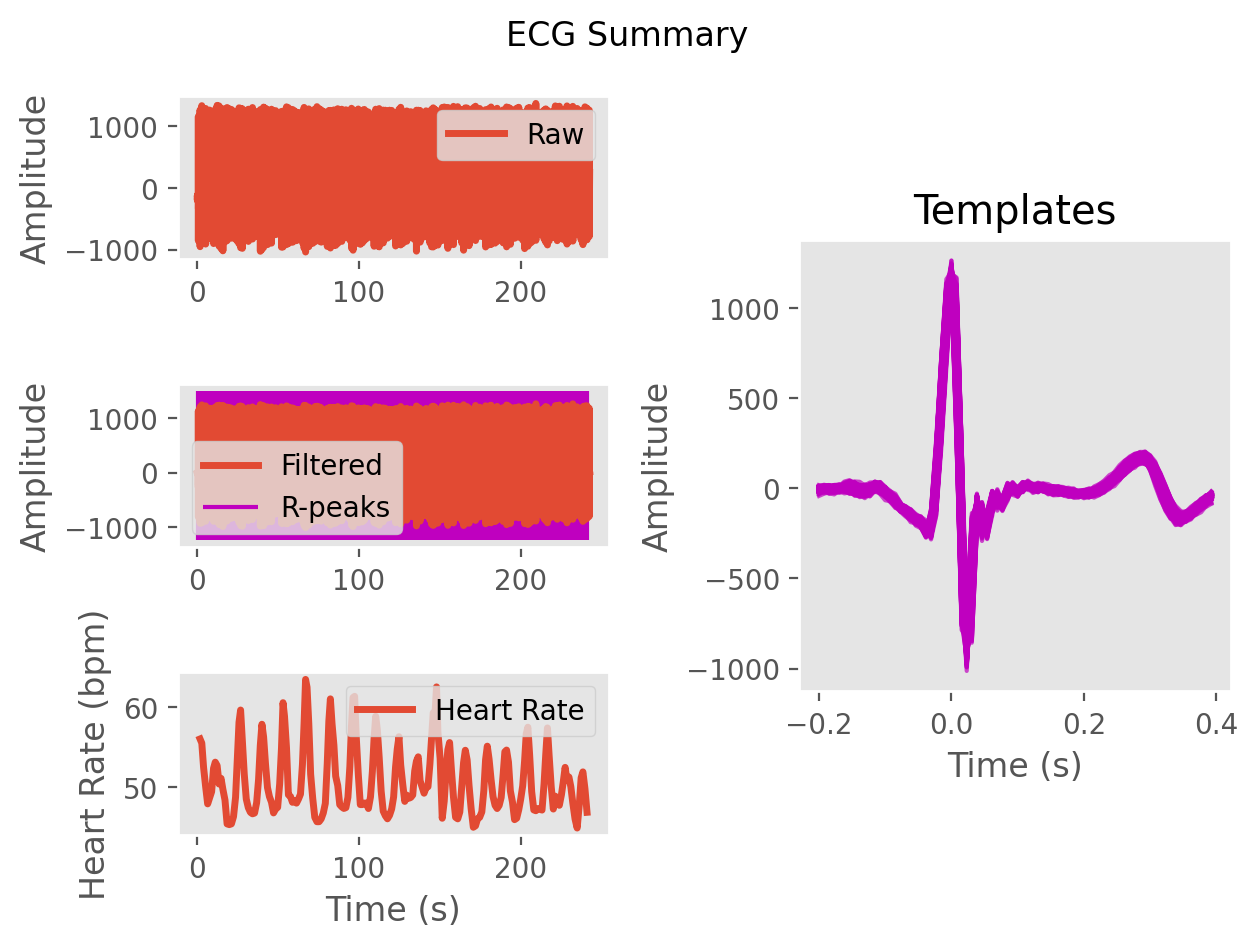 ECG Summary
Amplitude
1000
0
−1000
Raw
0
100
200
Amplitude
1000
0
−1000
Filtered
R-peaks
0
100
200
Heart Rate (bpm)
60
50
Heart Rate
0
100
200
Time (s)
Templates
Amplitude
1000
500
0
−500
−1000
−0.2
0.0
0.2
0.4
Time (s)